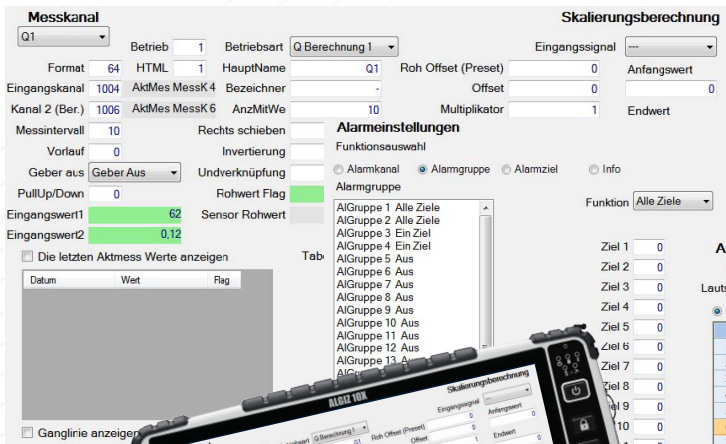 Messkanal
Skalierungsberechnung
Q1
Betrieb 1 Betriebsart Q Berechnung 1 Eingangssignal ---
Format 64 HTML 1 HauptName Q1 Roh Offset (Preset) 0 Anfangswert
Eingangskanal 1004 AktMes MessK 4 Bezeichner - Offset 0 0
Kanal 2 (Ber.) 1006 AktMes MessK 6 AnzMitWe 10 Multiplikator 1 Endwert
Messintervall 10 Rechts schieben Alarmeinstellungen
Vorlauf 0 Invertierung Funktionsauswahl
Geber aus Geber Aus Undverknüpfung Alarmkanal Alarmgruppe Alarmziel Info
PullUp/Down 0 Rohwert Flag Alarmgruppe
Eingangswert1 62 Sensor Rohwert
Eingangswert2 0,12
Funktion Alle Ziele
AlGruppe 1 Alle Ziele
AlGruppe 2 Alle Ziele
AlGruppe 3 Ein Ziel
AlGruppe 4 Ein Ziel
AlGruppe 5 Aus
AlGruppe 6 Aus
AlGruppe 7 Aus
AlGruppe 8 Aus
AlGruppe 9 Aus
AlGruppe 10 Aus
AlGruppe 11 Aus
AlGruppe 12 Aus
AlGruppe 13 Aus
Die letzten Aktmess Werte anzeigen
Datum Wert Flag
Ziel 1 0
Ziel 2 0
Ziel 3 0
Ziel 4 0
Ziel 5 0
Ziel 6 0
Ziel 7 0
Ziel 8 0
0
0
Ganglinie anzeigen
ALGIZ 10X
Skalierungsberechnung
Eingangssignal ---
Q Berechnung 1 Roh Offset (Preset) 0 Anfangswert
Q1 Offset 0 0
1 Endwert